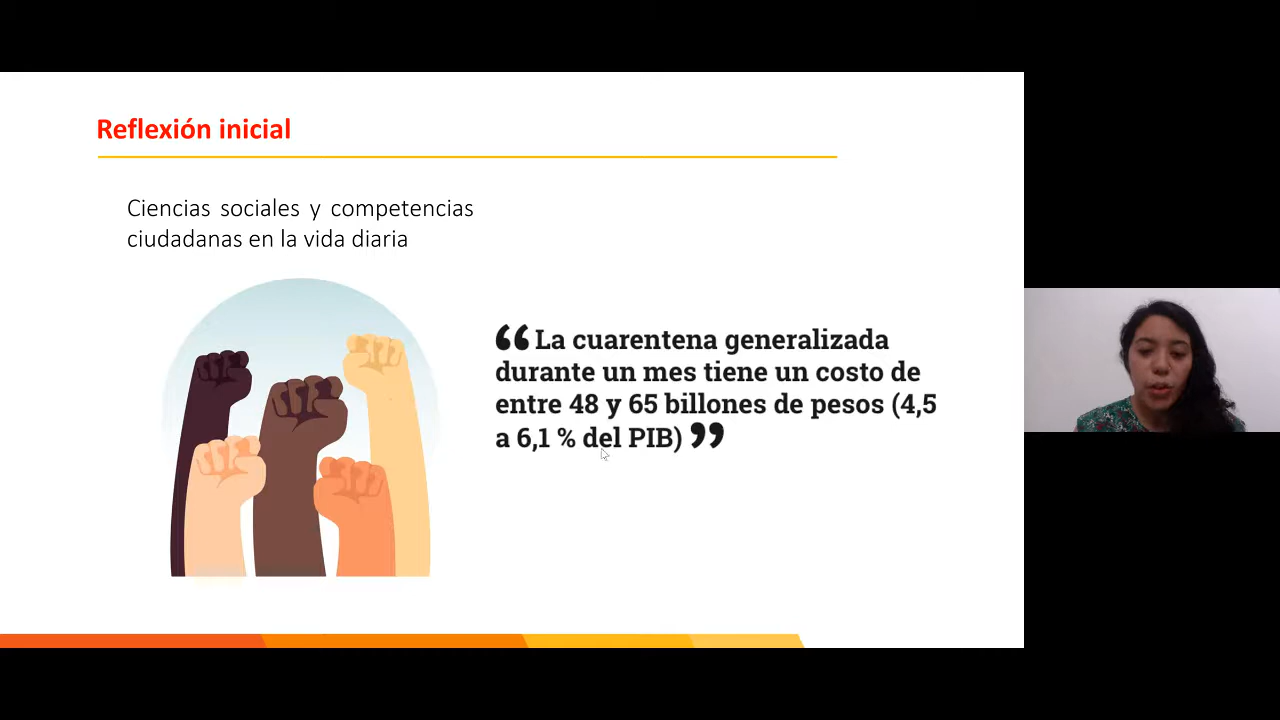 Reflexión inicial
Ciencias sociales y competencias
ciudadanas en la vida diaria
“La cuarentena generalizada
durante un mes tiene un costo de
entre 48 y 65 billones de pesos (4,5
a 6,1 % del PIB)”